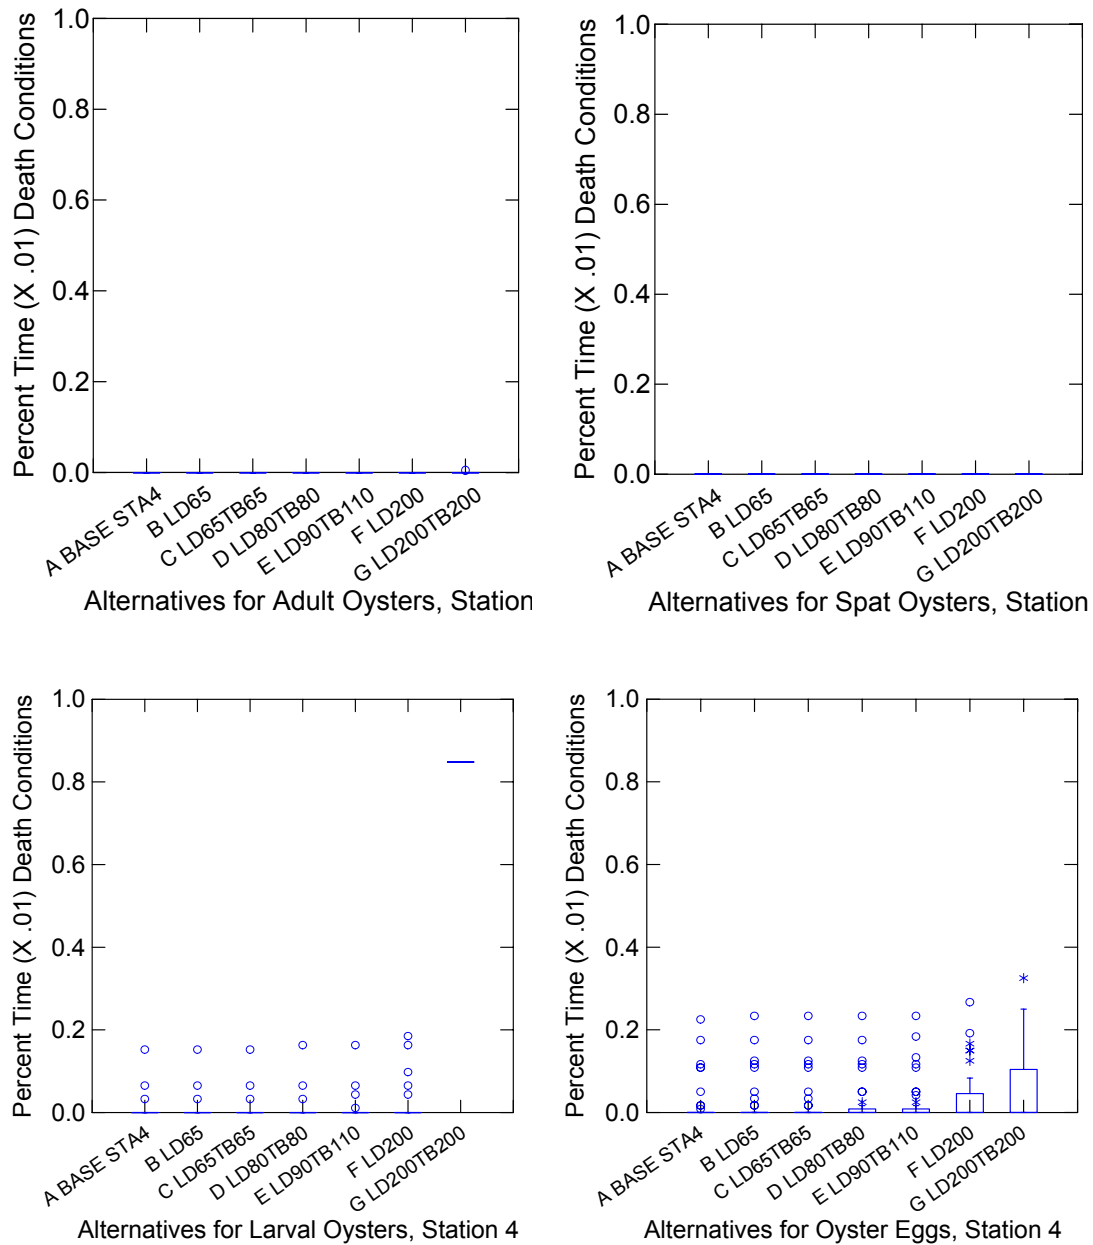 Percent Time (X .01) Death Conditions
1.0
0.8
0.6
0.4
0.2
0.0
A BASE STA4
B LD65
C LD65TB65
D LD80TB80
E LD90TB110
F LD200
G LD200TB200
Alternatives for Adult Oysters, Station
Percent Time (X .01) Death Conditions
1.0
0.8
0.6
0.4
0.2
0.0
A BASE STA4
B LD65
C LD65TB65
D LD80TB80
E LD90TB110
F LD200
G LD200TB200
Alternatives for Spat Oysters, Station
Percent Time (X .01) Death Conditions
1.0
0.8
0.6
0.4
0.2
0.0
A BASE STA4
B LD65
C LD65TB65
D LD80TB80
E LD90TB110
F LD200
G LD200TB200
Alternatives for Larval Oysters, Station 4
Percent Time (X .01) Death Conditions
1.0
0.8
0.6
0.4
0.2
0.0
A BASE STA4
B LD65
C LD65TB65
D LD80TB80
E LD90TB110
F LD200
G LD200TB200
Alternatives for Oyster Eggs, Station 4